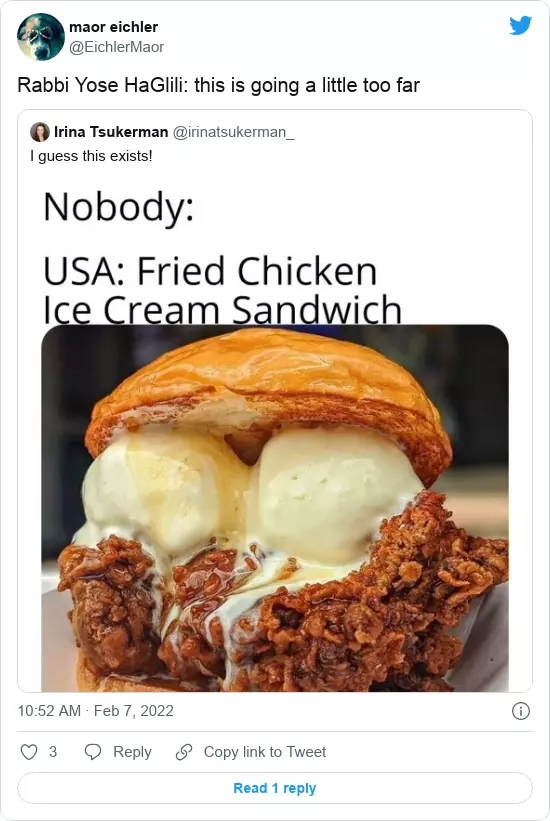 maor eichler
@EichlerMaor
Rabbi Yose HaGlili: this is going a little too far
Irina Tsukerman @irinatsukerman_
I guess this exists!
Nobody:
USA: Fried Chicken
Ice Cream Sandwich
10:52 AM · Feb 7, 2022
3 Reply Copy link to Tweet
Read 1 reply